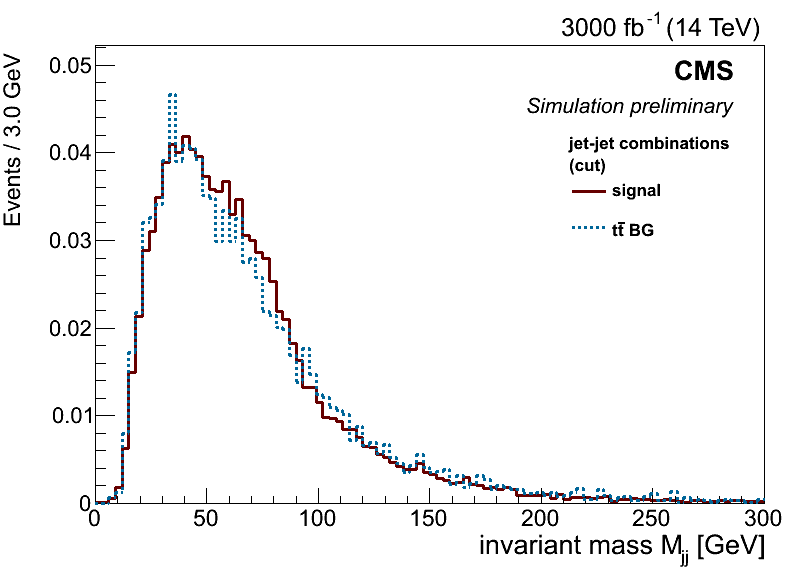 3000 fb⁻¹ (14 TeV)
CMS
Simulation preliminary
jet-jet combinations
(cut)
signal
tt̄ BG
Events / 3.0 GeV
0.05
0.04
0.03
0.02
0.01
0
0 50 100 150 200 250 300
invariant mass Mjj [GeV]